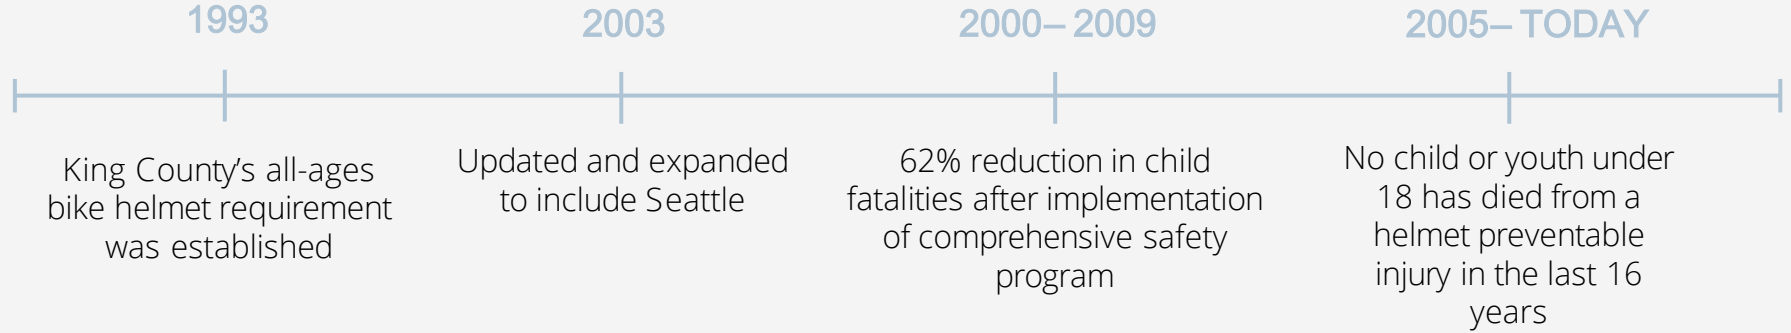 1993
King County's all-ages
bike helmet requirement
was established
2003
Updated and expanded
to include Seattle
2000–2009
62% reduction in child
fatalities after implementation
of comprehensive safety
program
2005–TODAY
No child or youth under
18 has died from a
helmet preventable
injury in the last 16
years